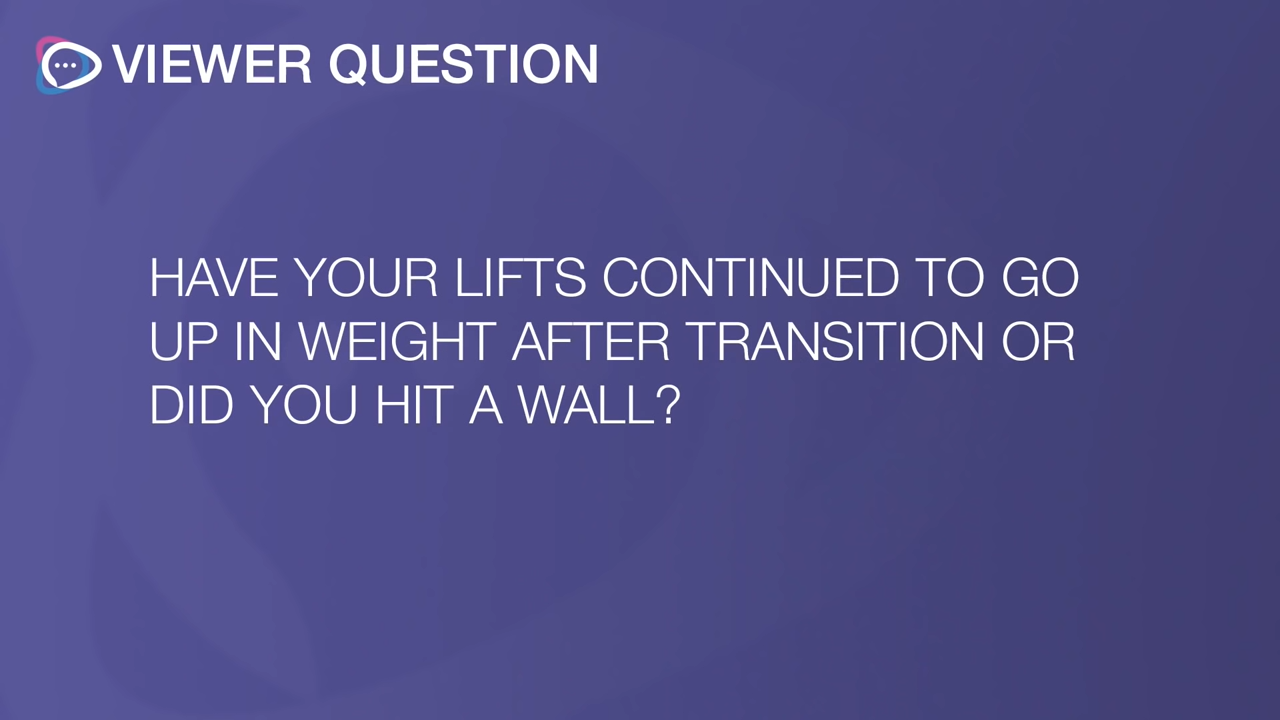 VIEWER QUESTION
HAVE YOUR LIFTS CONTINUED TO GO
UP IN WEIGHT AFTER TRANSITION OR
DID YOU HIT A WALL?